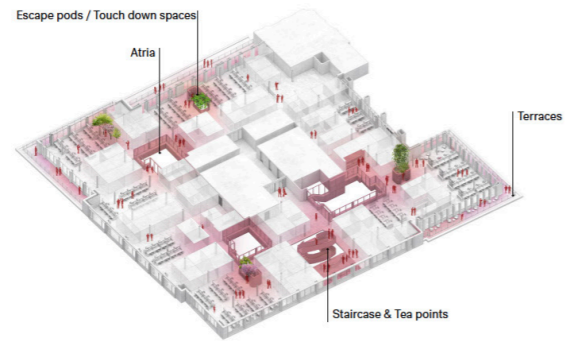 Escape pods / Touch down spaces
Atria
Terraces
Staircase & Tea points